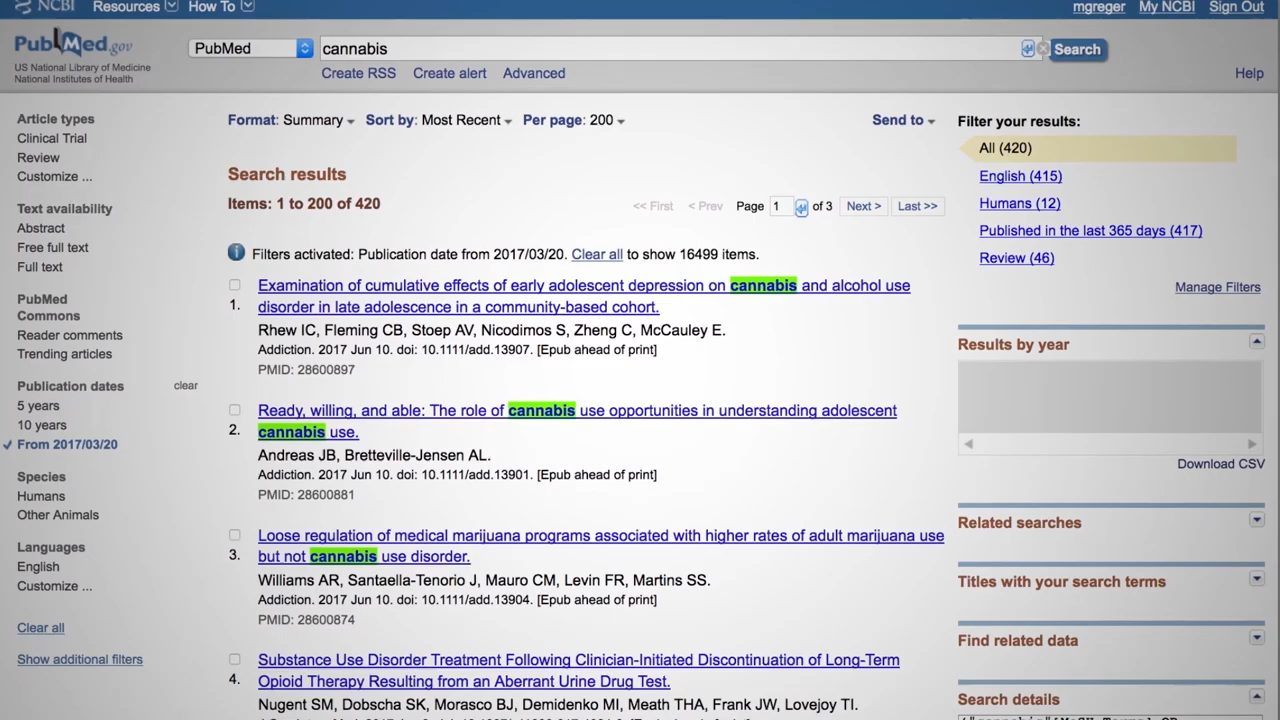 NCBI Resources How To mgreger My NCBI Sign Out
PubMed.gov
US National Library of Medicine
National Institutes of Health
PubMed cannabis Search
Create RSS Create alert Advanced Help
Article types
Clinical Trial
Review
Customize ...
Text availability
Abstract
Free full text
Full text
PubMed
Commons
Reader comments
Trending articles
Publication dates clear
5 years
10 years
From 2017/03/20
Species
Humans
Other Animals
Languages
English
Customize ...
Clear all
Show additional filters
Format: Summary Sort by: Most Recent Per page: 200 Send to
Search results
Items: 1 to 200 of 420
<< First < Prev Page 1 of 3 Next > Last >>
Filters activated: Publication date from 2017/03/20. Clear all to show 16499 items.
1. Examination of cumulative effects of early adolescent depression on cannabis and alcohol use
disorder in late adolescence in a community-based cohort.
Rhew IC, Fleming CB, Stoep AV, Nicodimos S, Zheng C, McCauley E.
Addiction. 2017 Jun 10. doi: 10.1111/add.13907. [Epub ahead of print]
PMID: 28600897
2. Ready, willing, and able: The role of cannabis use opportunities in understanding adolescent
cannabis use.
Andreas JB, Bretteville-Jensen AL.
Addiction. 2017 Jun 10. doi: 10.1111/add.13901. [Epub ahead of print]
PMID: 28600881
3. Loose regulation of medical marijuana programs associated with higher rates of adult marijuana use
but not cannabis use disorder.
Williams AR, Santaella-Tenorio J, Mauro CM, Levin FR, Martins SS.
Addiction. 2017 Jun 10. doi: 10.1111/add.13904. [Epub ahead of print]
PMID: 28600874
4. Substance Use Disorder Treatment Following Clinician-Initiated Discontinuation of Long-Term
Opioid Therapy Resulting from an Aberrant Urine Drug Test.
Nugent SM, Dobscha SK, Morasco BJ, Demidenko MI, Meath THA, Frank JW, Lovejoy TI.
Filter your results:
All (420)
English (415)
Humans (12)
Published in the last 365 days (417)
Review (46)
Manage Filters
Results by year
Download CSV
Related searches
Titles with your search terms
Find related data
Search details